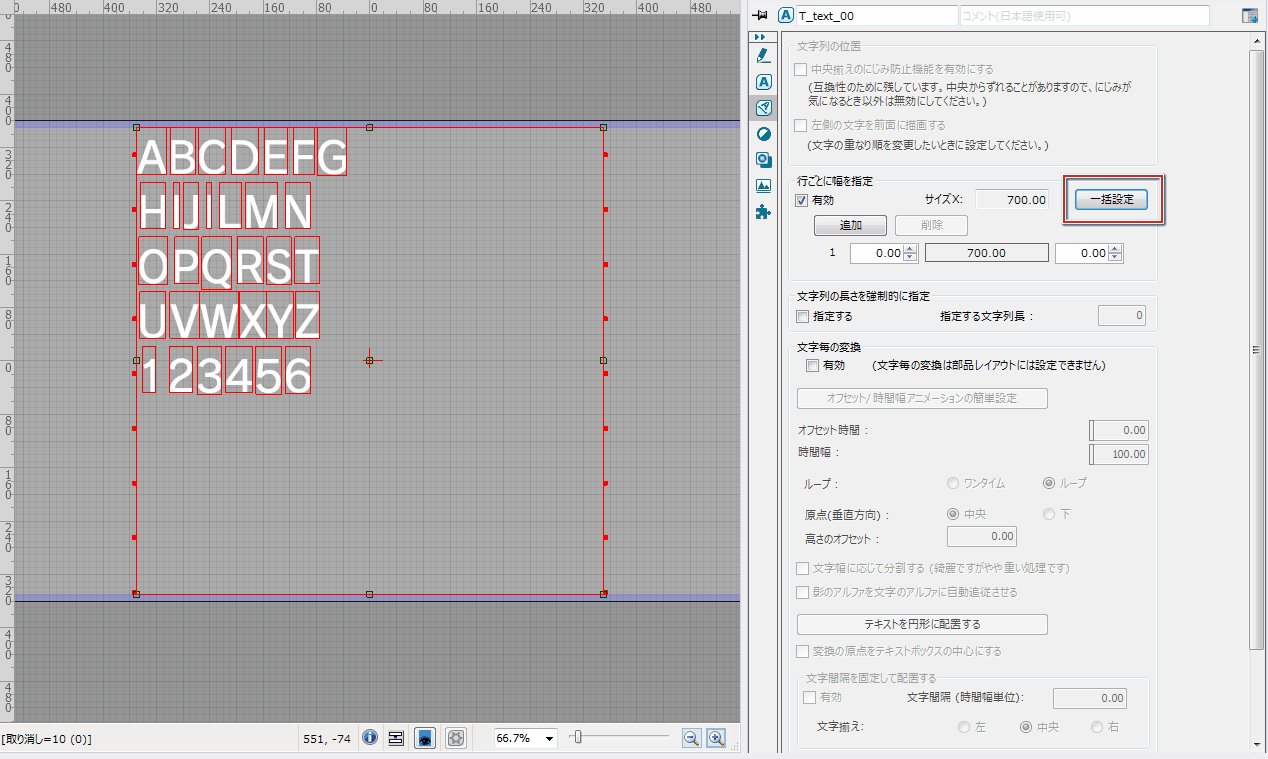 480 400 320 240 160 80 0 80 160 240 320 400 480
T_text_00 コメント(日本語使用可)
480
400
320
240
160
80
0
80
160
240
320
400
480
ABCDEFG
HIJILMN
OPQRST
UVWXYZ
123456
文字列の位置
中央揃えのにじみ防止機能を有効にする
(互換性のために残しています。中央からずれることがありますので、にじみが
気になるとき以外は無効にしてください。)
左側の文字を前面に描画する
(文字の重なり順を変更したいときに設定してください。)
行ごとに幅を指定
有効 サイズX: 700.00 一括設定
追加 削除
1 0.00 700.00 0.00
文字列の長さを強制的に指定
指定する 指定する文字列長 : 0
文字毎の変換
有効 (文字毎の変換は部品レイアウトには設定できません)
オフセット/時間幅アニメーションの簡単設定
オフセット時間 : 0.00
時間幅 : 100.00
ループ : ワンタイム ループ
原点(垂直方向) : 中央 下
高さのオフセット : 0.00
文字幅に応じて分割する (綺麗ですがやや重い処理です)
影のアルファを文字のアルファに自動追従させる
テキストを円形に配置する
変換の原点をテキストボックスの中心にする
文字間隔を固定して配置する
有効 文字間隔 (時間幅単位): 0.00
文字揃え: 左 中央 右
[取り消し=10 (0)] 551, -74 66.7%